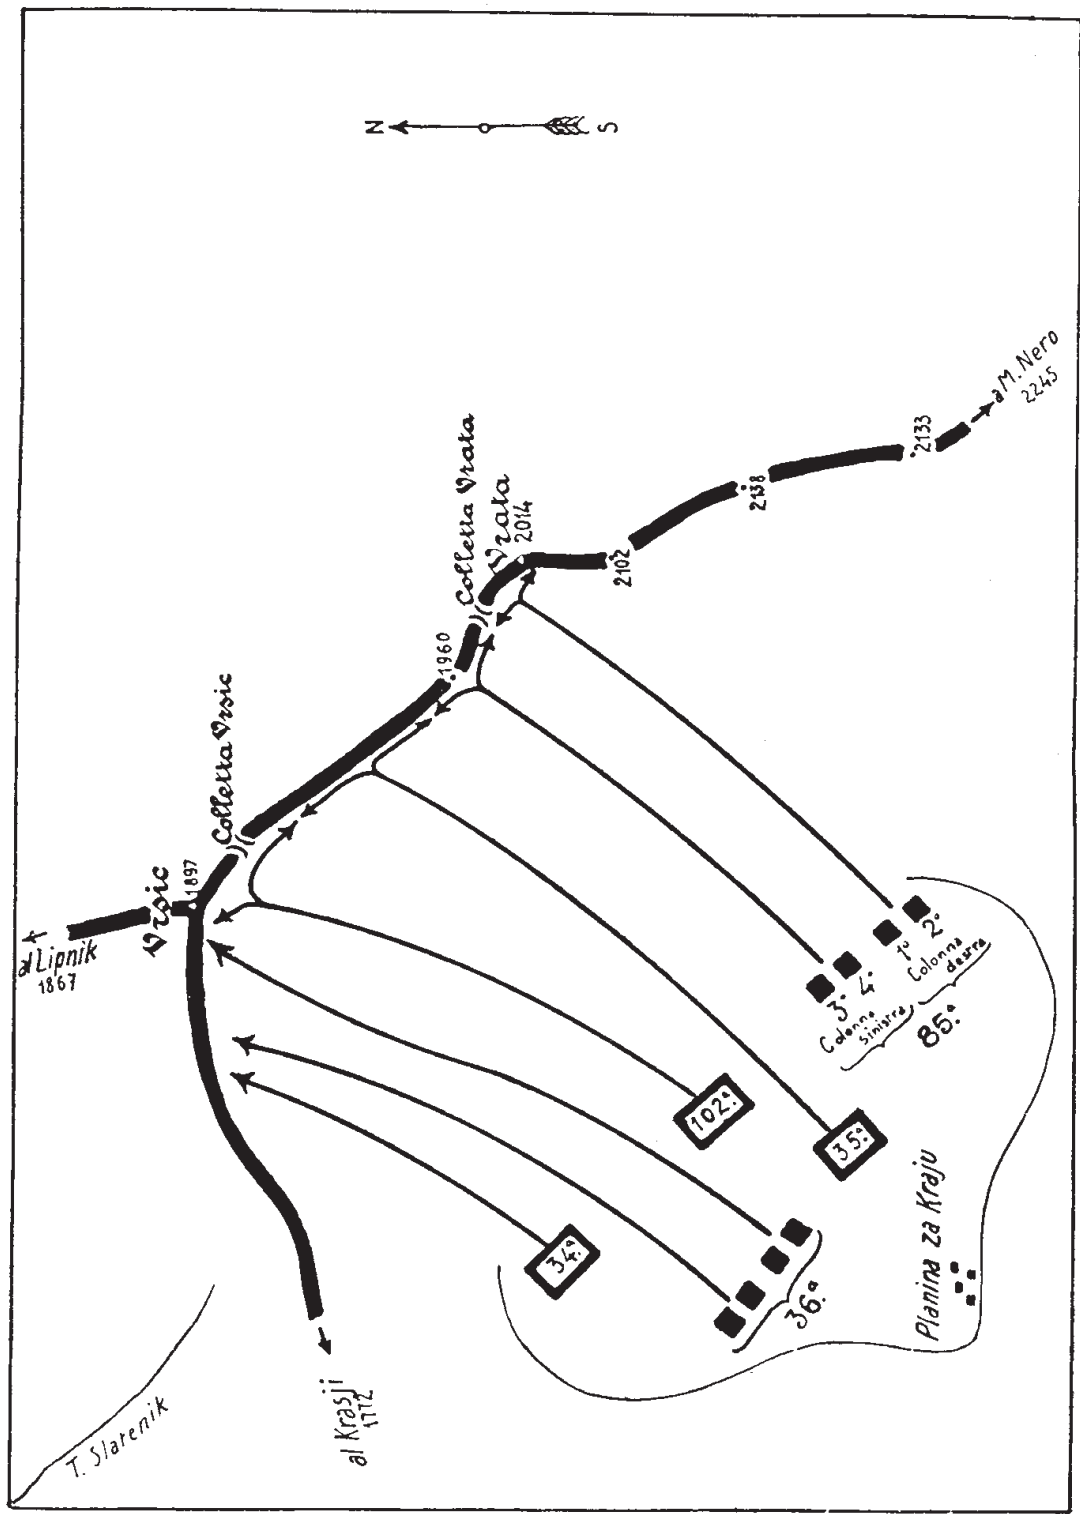 N
S
al Lipnik
1867
Vrsic
1897
Colletta Vrsic
1960
Colletta Vrata
Vrata
2014
2102
2138
2133
a M. Nero
2245
T. Slatenik
al Krasji
1772
34ª
36ª
102ª
35ª
3° 4°
Colonna
sinistra
1° 2°
Colonna
destra
85ª
Planina za Kraju